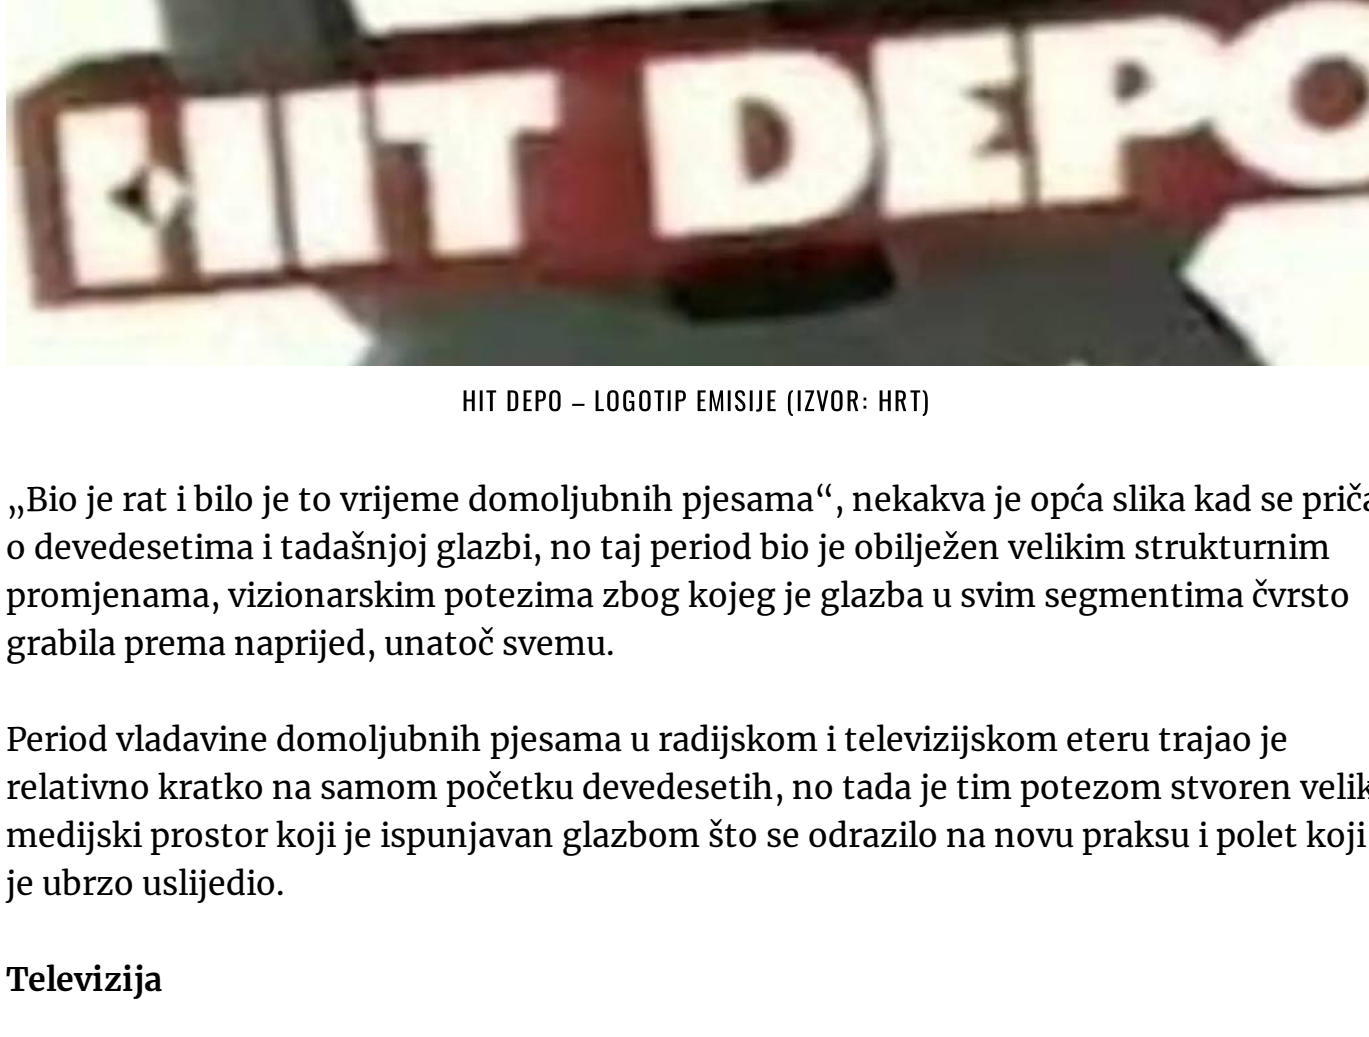 HIT DEPO
HIT DEPO – LOGOTIP EMISIJE (IZVOR: HRT)
„Bio je rat i bilo je to vrijeme domoljubnih pjesama“, nekakva je opća slika kad se priča
o devedesetima i tadašnjoj glazbi, no taj period bio je obilježen velikim strukturnim
promjenama, vizionarskim potezima zbog kojeg je glazba u svim segmentima čvrsto
grabila prema naprijed, unatoč svemu.
Period vladavine domoljubnih pjesama u radijskom i televizijskom eteru trajao je
relativno kratko na samom početku devedesetih, no tada je tim potezom stvoren velik
medijski prostor koji je ispunjavan glazbom što se odrazilo na novu praksu i polet koji
je ubrzo uslijedio.
Televizija